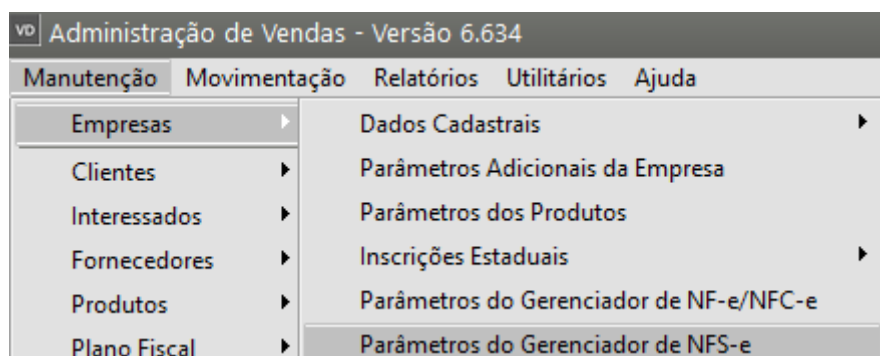 VD Administração de Vendas - Versão 6.634
Manutenção Movimentação Relatórios Utilitários Ajuda
Empresas
Clientes
Interessados
Fornecedores
Produtos
Plano Fiscal
Dados Cadastrais
Parâmetros Adicionais da Empresa
Parâmetros dos Produtos
Inscrições Estaduais
Parâmetros do Gerenciador de NF-e/NFC-e
Parâmetros do Gerenciador de NFS-e